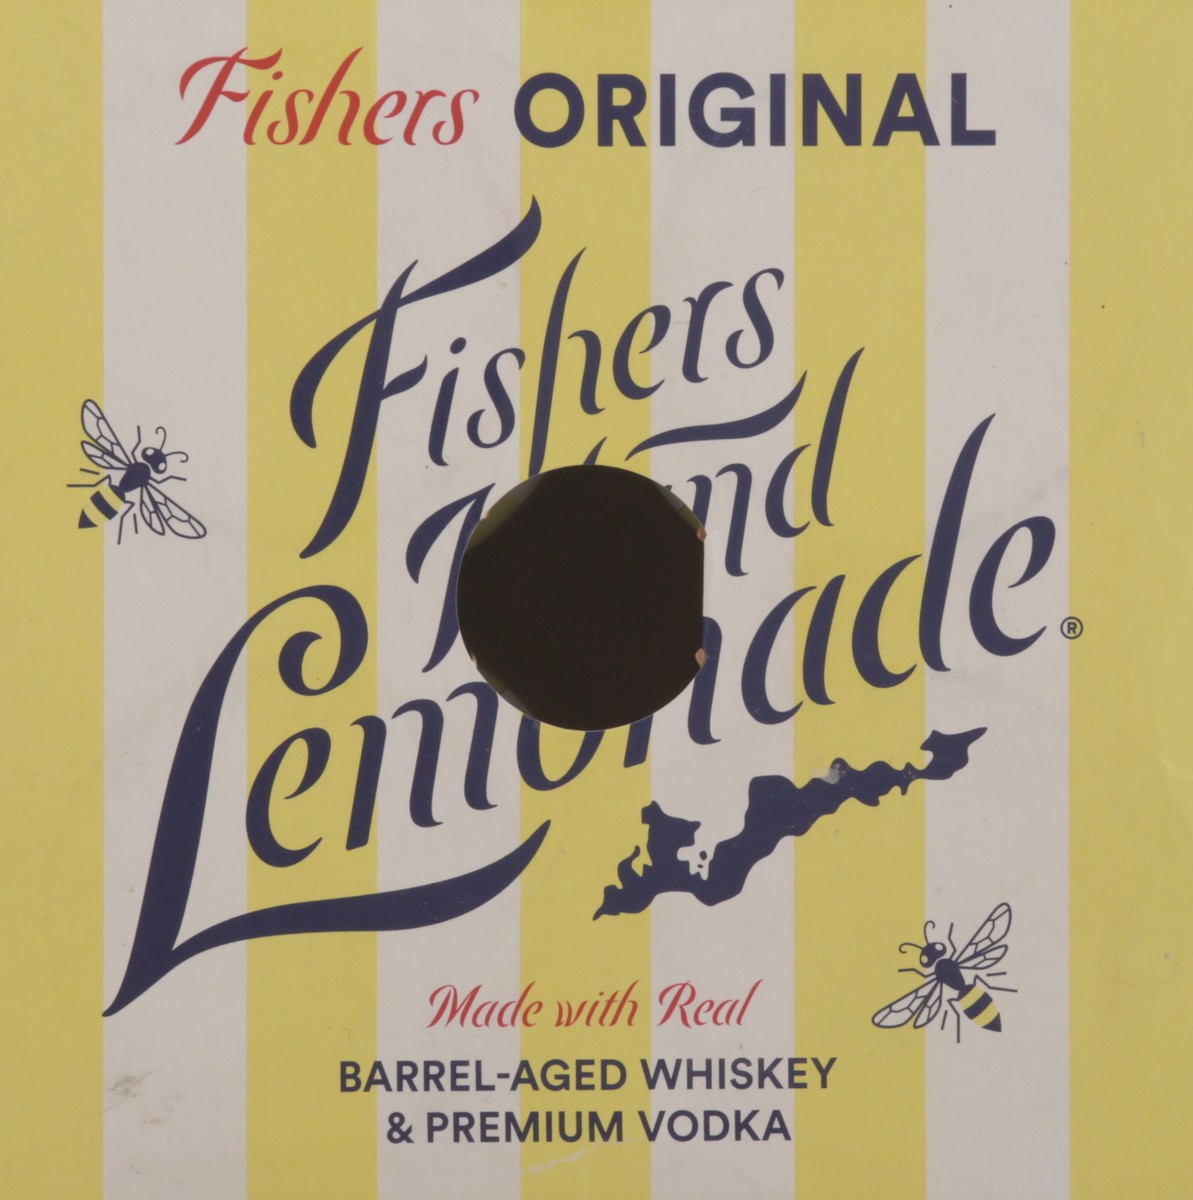 Fishers ORIGINAL
Fishers
Lemonade®
Made with Real
BARREL-AGED WHISKEY
& PREMIUM VODKA